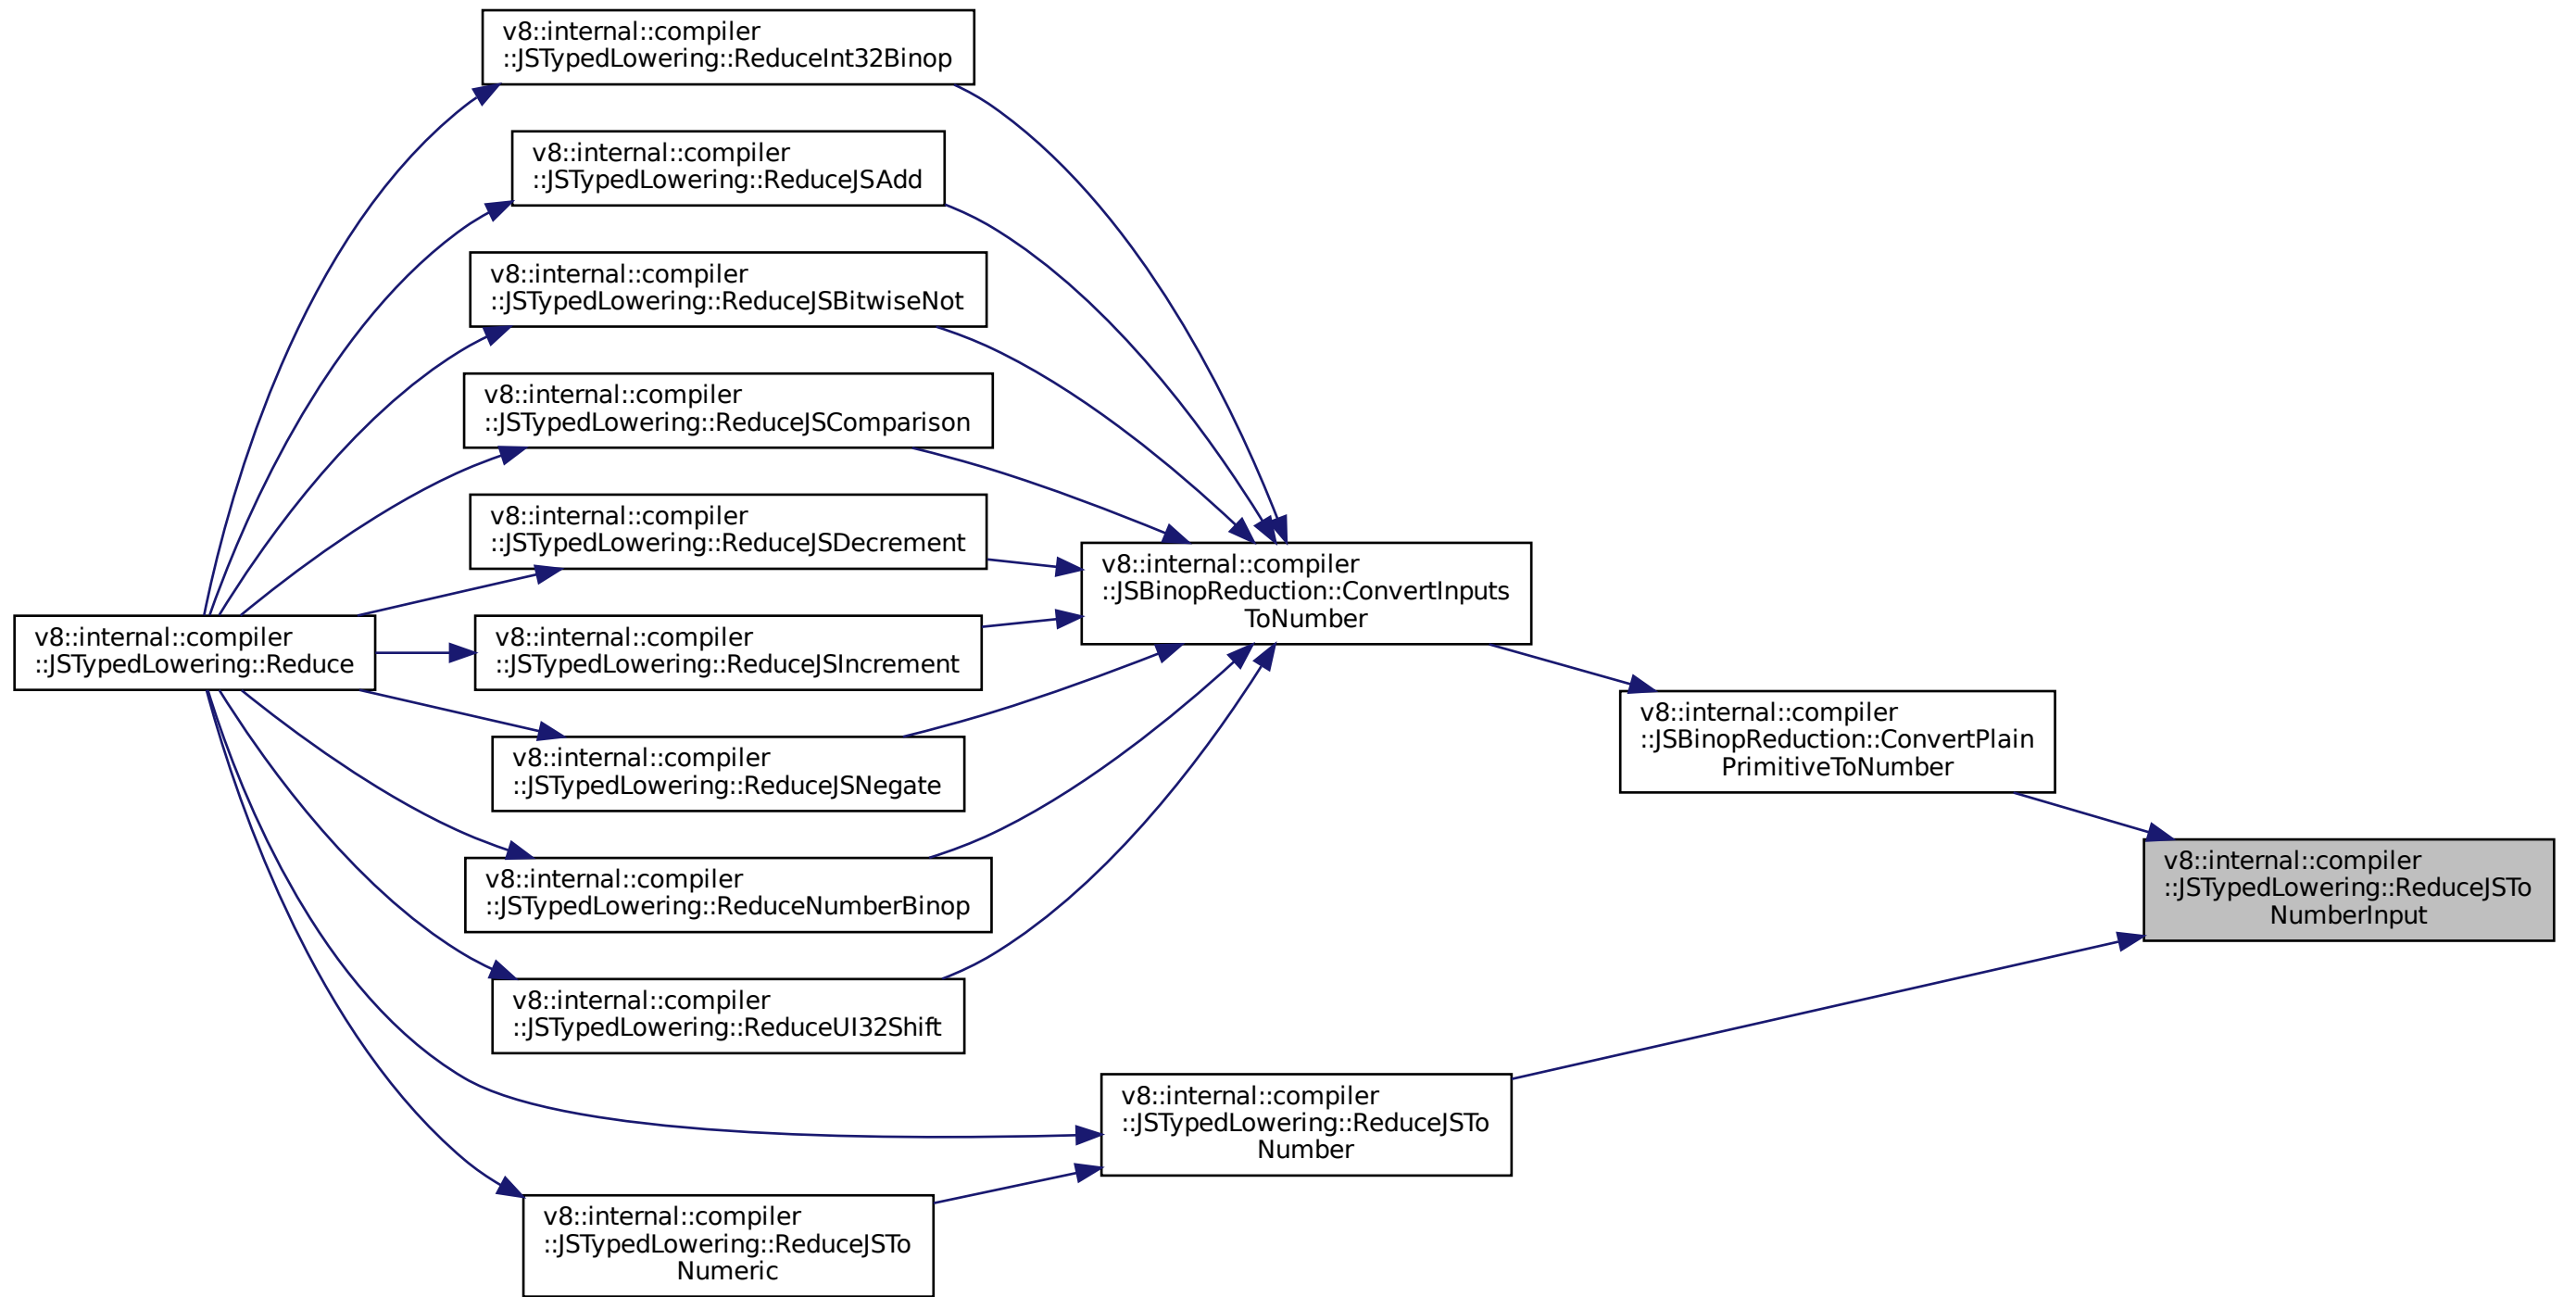 v8::internal::compiler
::JSTypedLowering::ReduceInt32Binop
v8::internal::compiler
::JSTypedLowering::ReduceJSAdd
v8::internal::compiler
::JSTypedLowering::ReduceJSBitwiseNot
v8::internal::compiler
::JSTypedLowering::ReduceJSComparison
v8::internal::compiler
::JSTypedLowering::ReduceJSDecrement
v8::internal::compiler
::JSBinopReduction::ConvertInputs
ToNumber
v8::internal::compiler
::JSTypedLowering::Reduce
v8::internal::compiler
::JSTypedLowering::ReduceJSIncrement
v8::internal::compiler
::JSBinopReduction::ConvertPlain
PrimitiveToNumber
v8::internal::compiler
::JSTypedLowering::ReduceJSNegate
v8::internal::compiler
::JSTypedLowering::ReduceJSTo
NumberInput
v8::internal::compiler
::JSTypedLowering::ReduceNumberBinop
v8::internal::compiler
::JSTypedLowering::ReduceUI32Shift
v8::internal::compiler
::JSTypedLowering::ReduceJSTo
Number
v8::internal::compiler
::JSTypedLowering::ReduceJSTo
Numeric